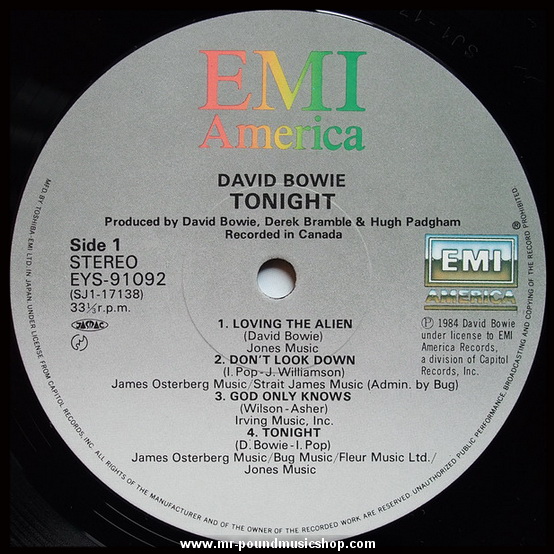 EMI
America
DAVID BOWIE
TONIGHT
Produced by David Bowie, Derek Bramble & Hugh Padgham
Recorded in Canada
Side 1
STEREO
EYS-91092
(SJ1-17138)
33⅓ r.p.m.
JASRAC
®
EMI
AMERICA
℗ 1984 David Bowie
under license to EMI
America Records,
a division of Capitol
Records, Inc.
1. LOVING THE ALIEN
(David Bowie)
Jones Music
2. DON'T LOOK DOWN
(I. Pop-J. Williamson)
James Osterberg Music/Strait James Music (Admin. by Bug)
3. GOD ONLY KNOWS
(Wilson-Asher)
Irving Music, Inc.
4. TONIGHT
(D. Bowie-I. Pop)
James Osterberg Music/Bug Music/Fleur Music Ltd./
Jones Music
MFD. BY TOSHIBA-EMI LTD. IN JAPAN, UNDER LICENSE FROM CAPITOL RECORDS, INC. ALL RIGHTS OF THE MANUFACTURER AND OF THE OWNER OF THE RECORDED WORK ARE RESERVED. UNAUTHORIZED PUBLIC PERFORMANCE, BROADCASTING AND COPYING OF THE RECORD PROHIBITED.
www.mr-poundmusicshop.com